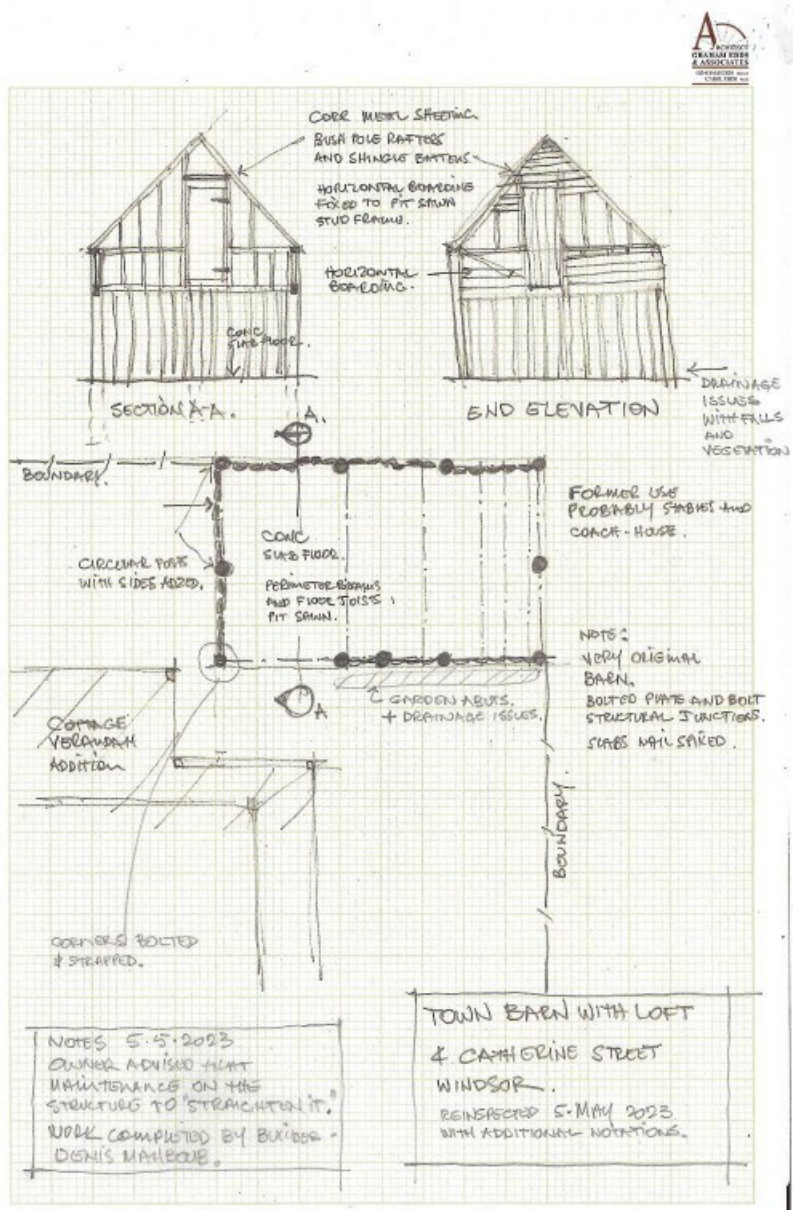 ARCHITECT
GRAHAM EDDS
& ASSOCIATES
CORR METAL SHEETING.
BUSH POLE RAFTERS
AND SHINGLE BATTENS.
HORIZONTAL BOARDING
FIXED TO PIT SAWN
STUD FRAME.
HORIZONTAL
BOARDING.
CONC
SLAB FLOOR.
SECTION A-A.
END ELEVATION
DRAINAGE
ISSUES
WITH FALLS
AND
VEGETATION
A.
BOUNDARY.
CONC
SLAB FLOOR.
PERIMETER BEAMS
AND FLOOR JOISTS
PIT SAWN.
CIRCULAR POSTS
WITH SIDES ADZED.
FORMER USE
PROBABLY STABLES AND
COACH-HOUSE.
NOTE:
VERY ORIGINAL
BARN.
BOLTED PLATE AND BOLT
STRUCTURAL JUNCTIONS.
SLABS NAIL SPIKED.
A
GARDEN ABUTS.
+ DRAINAGE ISSUES.
COTTAGE
VERANDAH
ADDITION
BOUNDARY.
CORNERS BOLTED
& STRAPPED.
NOTES 5.5.2023
OWNER ADVISED THAT
MAINTENANCE ON THE
STRUCTURE TO "STRAIGHTEN IT."
WORK COMPLETED BY BUILDER -
DENIS MAHBOUB.
TOWN BARN WITH LOFT
4 CATHERINE STREET
WINDSOR.
REINSPECTED 5-MAY 2023
WITH ADDITIONAL NOTATIONS.